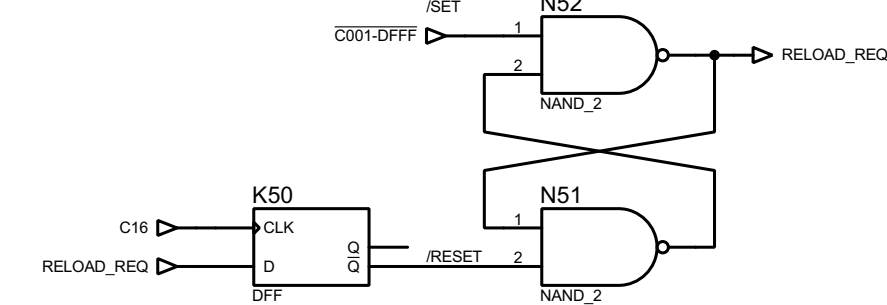 /SET
N52
C001-DFFF
1
2
RELOAD_REQ
NAND_2
K50
N51
C16
CLK
1
Q
RELOAD_REQ
D
Q
/RESET
2
DFF
NAND_2